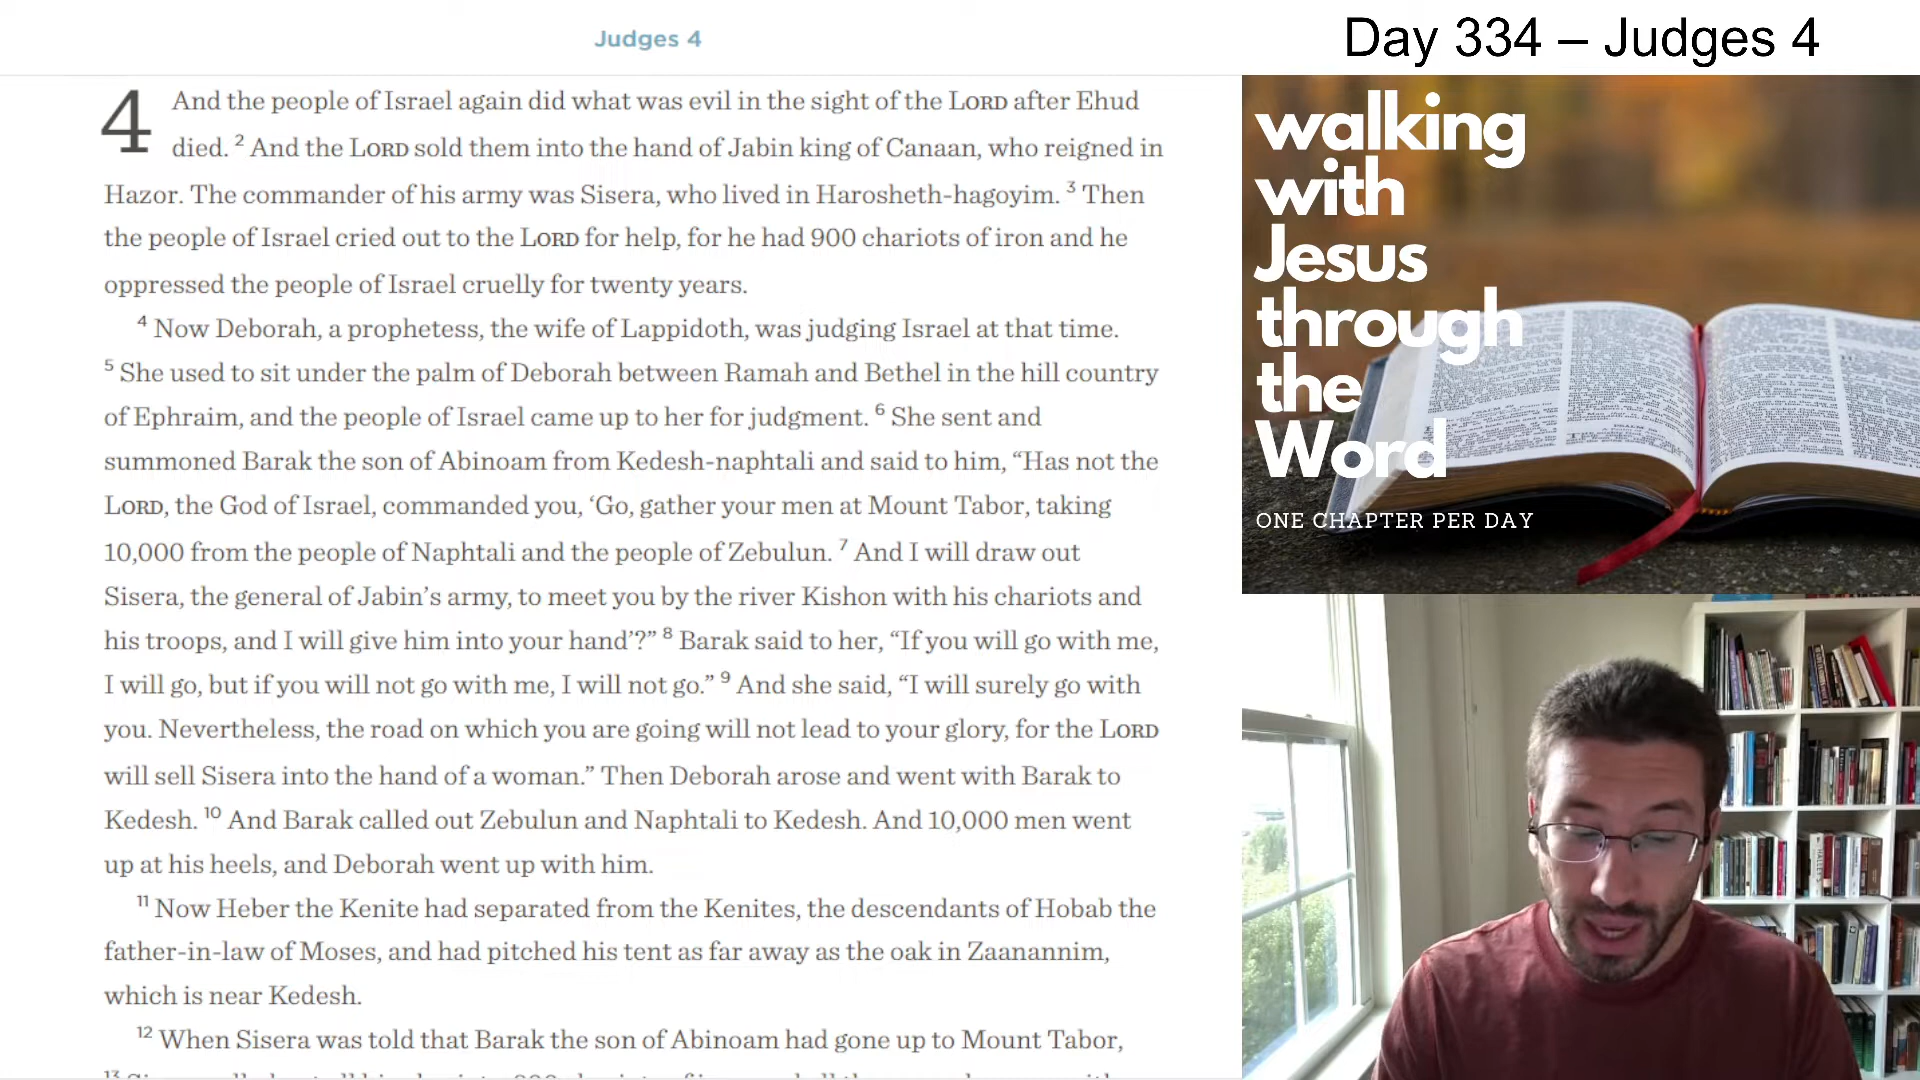 Judges 4
Day 334 – Judges 4
4 And the people of Israel again did what was evil in the sight of the LORD after Ehud
died. 2 And the LORD sold them into the hand of Jabin king of Canaan, who reigned in
Hazor. The commander of his army was Sisera, who lived in Harosheth-hagoyim. 3 Then
the people of Israel cried out to the LORD for help, for he had 900 chariots of iron and he
oppressed the people of Israel cruelly for twenty years.
4 Now Deborah, a prophetess, the wife of Lappidoth, was judging Israel at that time.
5 She used to sit under the palm of Deborah between Ramah and Bethel in the hill country
of Ephraim, and the people of Israel came up to her for judgment. 6 She sent and
summoned Barak the son of Abinoam from Kedesh-naphtali and said to him, “Has not the
LORD, the God of Israel, commanded you, ‘Go, gather your men at Mount Tabor, taking
10,000 from the people of Naphtali and the people of Zebulun. 7 And I will draw out
Sisera, the general of Jabin’s army, to meet you by the river Kishon with his chariots and
his troops, and I will give him into your hand’?” 8 Barak said to her, “If you will go with me,
I will go, but if you will not go with me, I will not go.” 9 And she said, “I will surely go with
you. Nevertheless, the road on which you are going will not lead to your glory, for the LORD
will sell Sisera into the hand of a woman.” Then Deborah arose and went with Barak to
Kedesh. 10 And Barak called out Zebulun and Naphtali to Kedesh. And 10,000 men went
up at his heels, and Deborah went up with him.
11 Now Heber the Kenite had separated from the Kenites, the descendants of Hobab the
father-in-law of Moses, and had pitched his tent as far away as the oak in Zaanannim,
which is near Kedesh.
12 When Sisera was told that Barak the son of Abinoam had gone up to Mount Tabor,
walking
with
Jesus
through
the
Word
ONE CHAPTER PER DAY